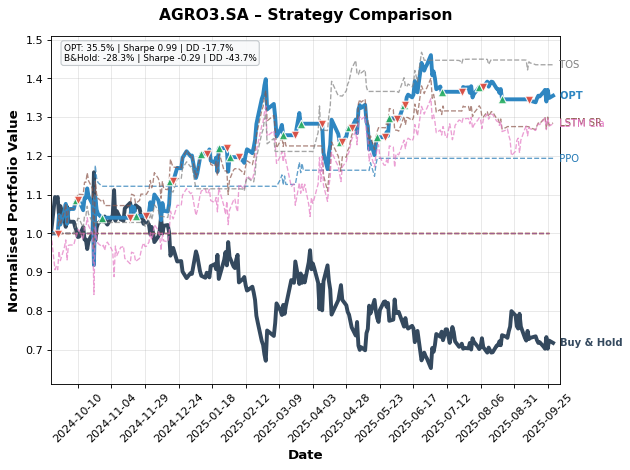 AGRO3.SA – Strategy Comparison
OPT: 35.5% | Sharpe 0.99 | DD -17.7%
B&Hold: -28.3% | Sharpe -0.29 | DD -43.7%
Normalised Portfolio Value
1.5
1.4
1.3
1.2
1.1
1.0
0.9
0.8
0.7
TOS
OPT
LSTM SR
PPO
Buy & Hold
2024-10-10
2024-11-04
2024-11-29
2024-12-24
2025-01-18
2025-02-12
2025-03-09
2025-04-03
2025-04-28
2025-05-23
2025-06-17
2025-07-12
2025-08-06
2025-08-31
2025-09-25
Date